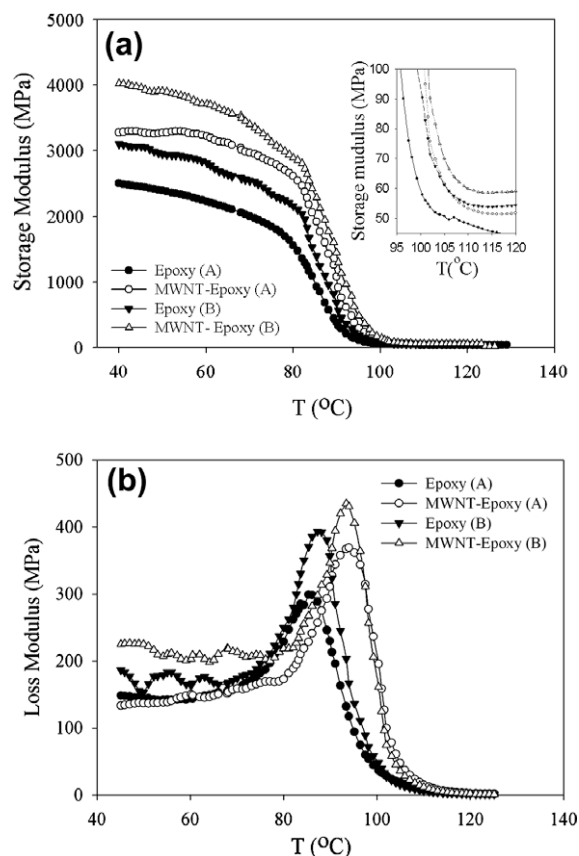 (a)
Storage Modulus (MPa)
5000
4000
3000
2000
1000
0
Epoxy (A)
MWNT-Epoxy (A)
Epoxy (B)
MWNT- Epoxy (B)
40 60 80 100 120 140
T (ºC)
Storage mudulus (MPa)
100
90
80
70
60
50
95 100 105 110 115 120
T(°C)
(b)
Loss Modulus (MPa)
500
400
300
200
100
0
Epoxy (A)
MWNT-Epoxy (A)
Epoxy (B)
MWNT-Epoxy (B)
40 60 80 100 120 140
T (ºC)